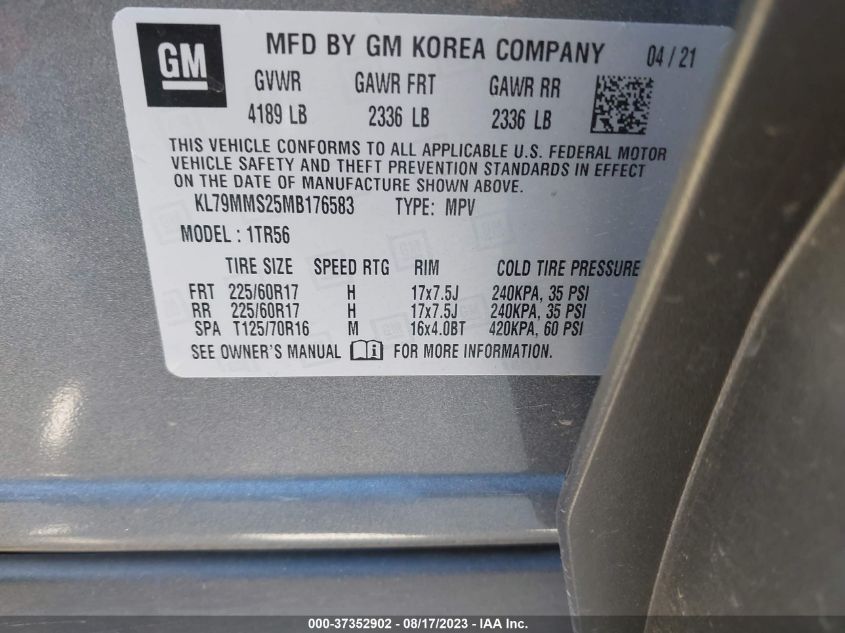 GM MFD BY GM KOREA COMPANY 04 / 21
GVWR GAWR FRT GAWR RR
4189 LB 2336 LB 2336 LB
THIS VEHICLE CONFORMS TO ALL APPLICABLE U.S. FEDERAL MOTOR
VEHICLE SAFETY AND THEFT PREVENTION STANDARDS IN EFFECT
ON THE DATE OF MANUFACTURE SHOWN ABOVE.
KL79MMS25MB176583 TYPE: MPV
MODEL : 1TR56
TIRE SIZE SPEED RTG RIM COLD TIRE PRESSURE
FRT 225/60R17 H 17x7.5J 240KPA, 35 PSI
RR 225/60R17 H 17x7.5J 240KPA, 35 PSI
SPA T125/70R16 M 16x4.0BT 420KPA, 60 PSI
SEE OWNER'S MANUAL i FOR MORE INFORMATION.
000-37352902 - 08/17/2023 - IAA Inc.